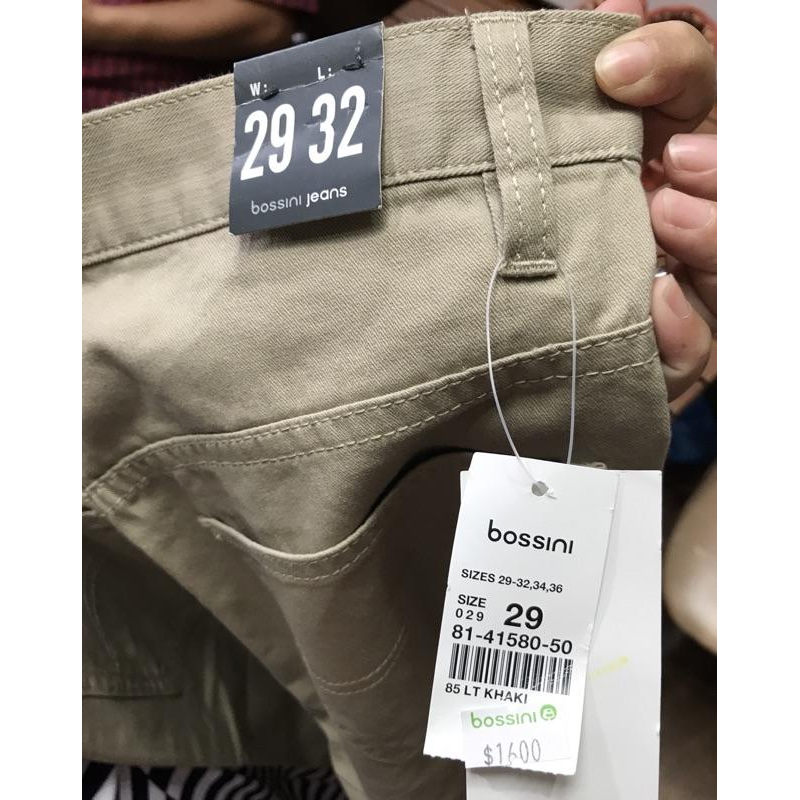 W: L:
29 32
bossini jeans
bossini
SIZES 29-32,34,36
SIZE
029 29
81-41580-50
85 LT KHAKI
bossini
$1600